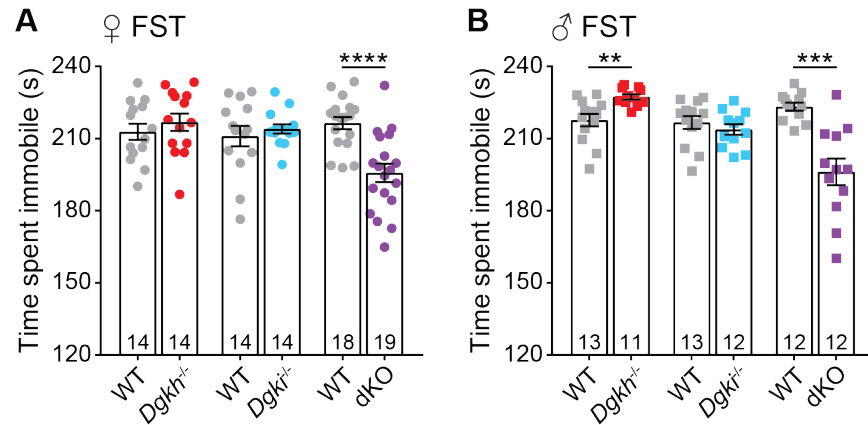 A ♀ FST
Time spent immobile (s)
240
210
180
150
120
****
14 14 14 14 18 19
WT Dgkh-/- WT Dgki-/- WT dKO
B ♂ FST
Time spent immobile (s)
240
210
180
150
120
** ***
13 11 13 12 12 12
WT Dgkh-/- WT Dgki-/- WT dKO